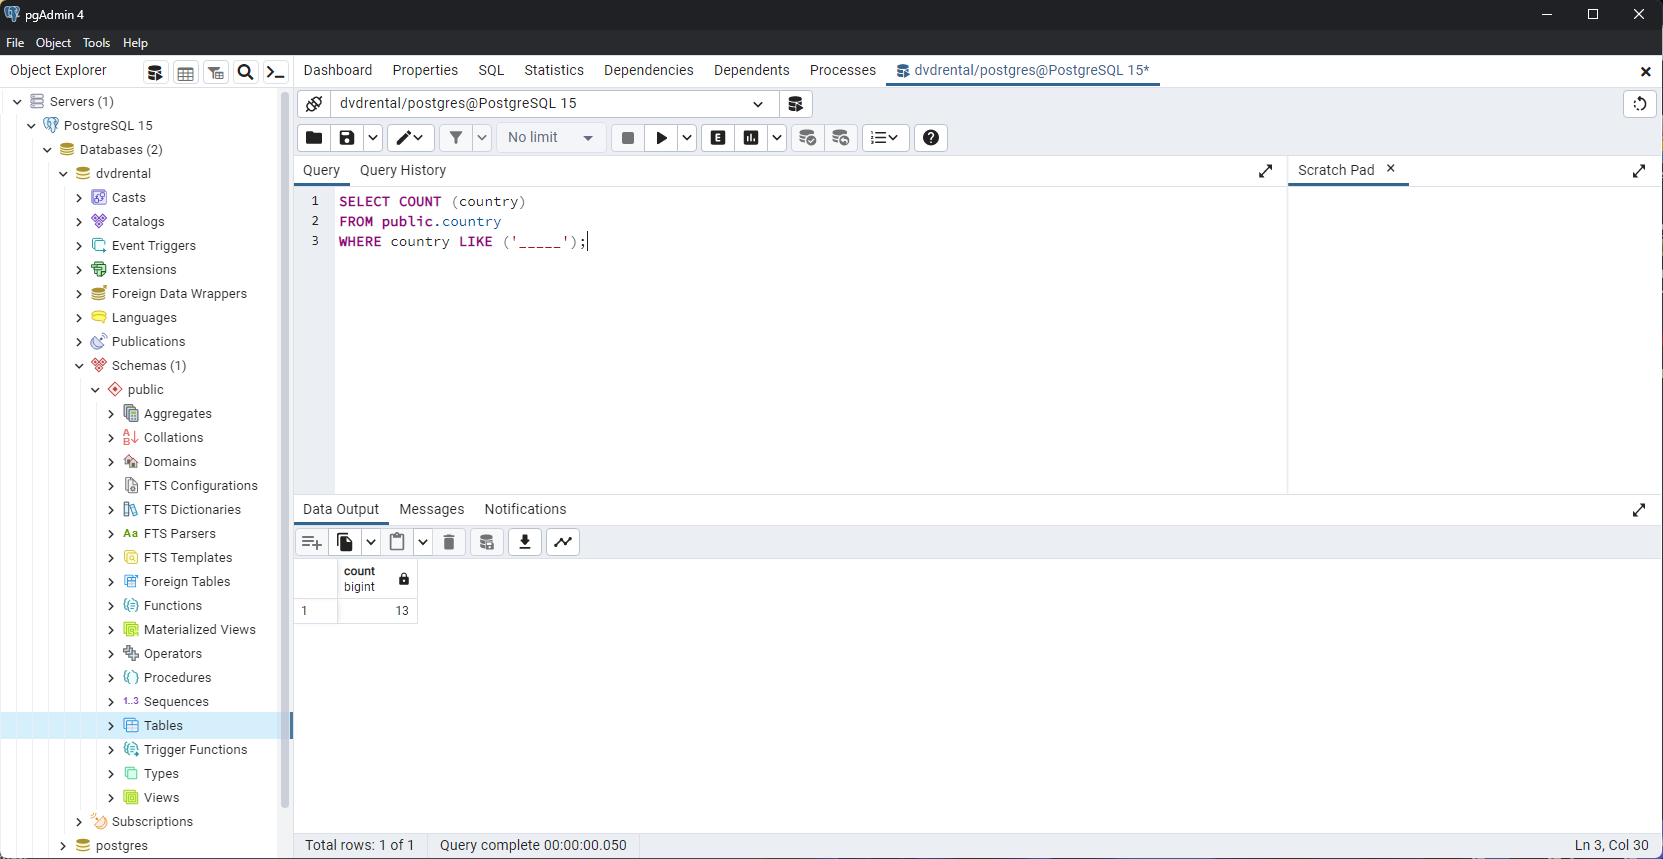 pgAdmin 4
File Object Tools Help
Object Explorer
Dashboard Properties SQL Statistics Dependencies Dependents Processes dvdrental/postgres@PostgreSQL 15*
Servers (1)
PostgreSQL 15
Databases (2)
dvdrental
Casts
Catalogs
Event Triggers
Extensions
Foreign Data Wrappers
Languages
Publications
Schemas (1)
public
Aggregates
Collations
Domains
FTS Configurations
FTS Dictionaries
Aa FTS Parsers
FTS Templates
Foreign Tables
Functions
Materialized Views
Operators
Procedures
1..3 Sequences
Tables
Trigger Functions
Types
Views
Subscriptions
postgres
dvdrental/postgres@PostgreSQL 15
No limit
E
Query Query History
Scratch Pad
1 SELECT COUNT (country)
2 FROM public.country
3 WHERE country LIKE ('_____');
Data Output Messages Notifications
count
bigint
1 13
Total rows: 1 of 1 Query complete 00:00:00.050 Ln 3, Col 30